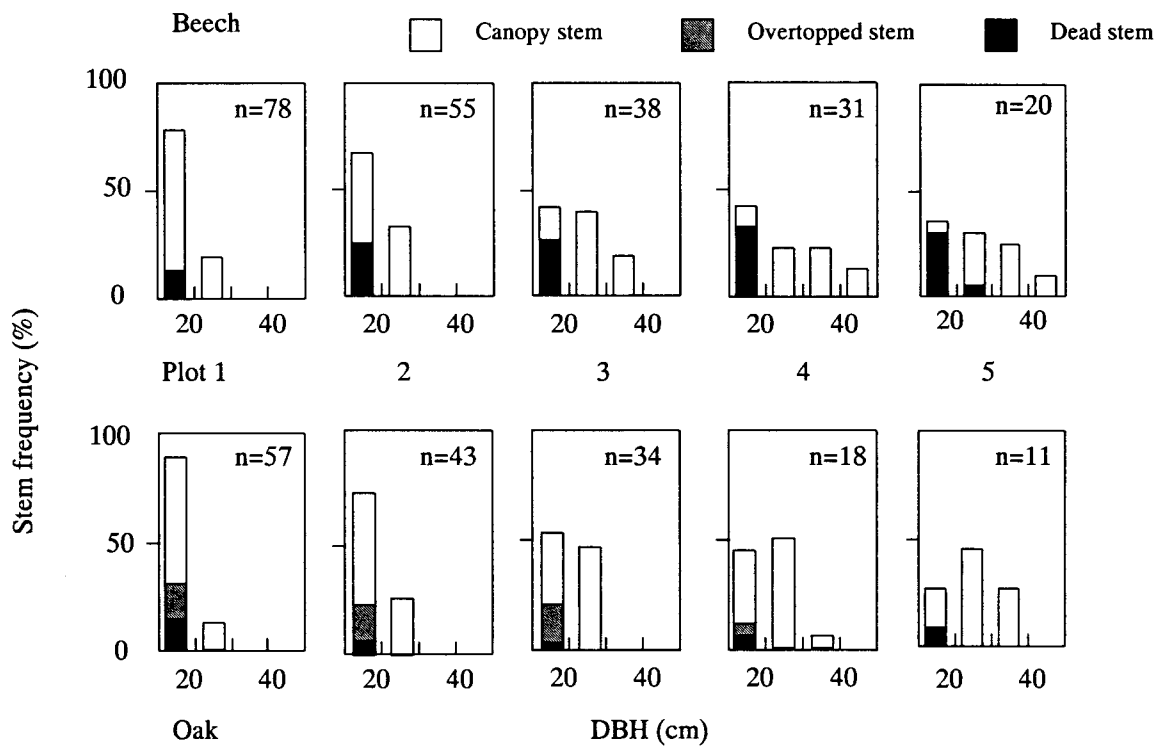 Beech
Canopy stem
Overtopped stem
Dead stem
100
50
0
n=78
n=55
n=38
n=31
n=20
20 40
20 40
20 40
20 40
20 40
Stem frequency (%)
Plot 1
2
3
4
5
100
50
0
n=57
n=43
n=34
n=18
n=11
20 40
20 40
20 40
20 40
20 40
Oak
DBH (cm)